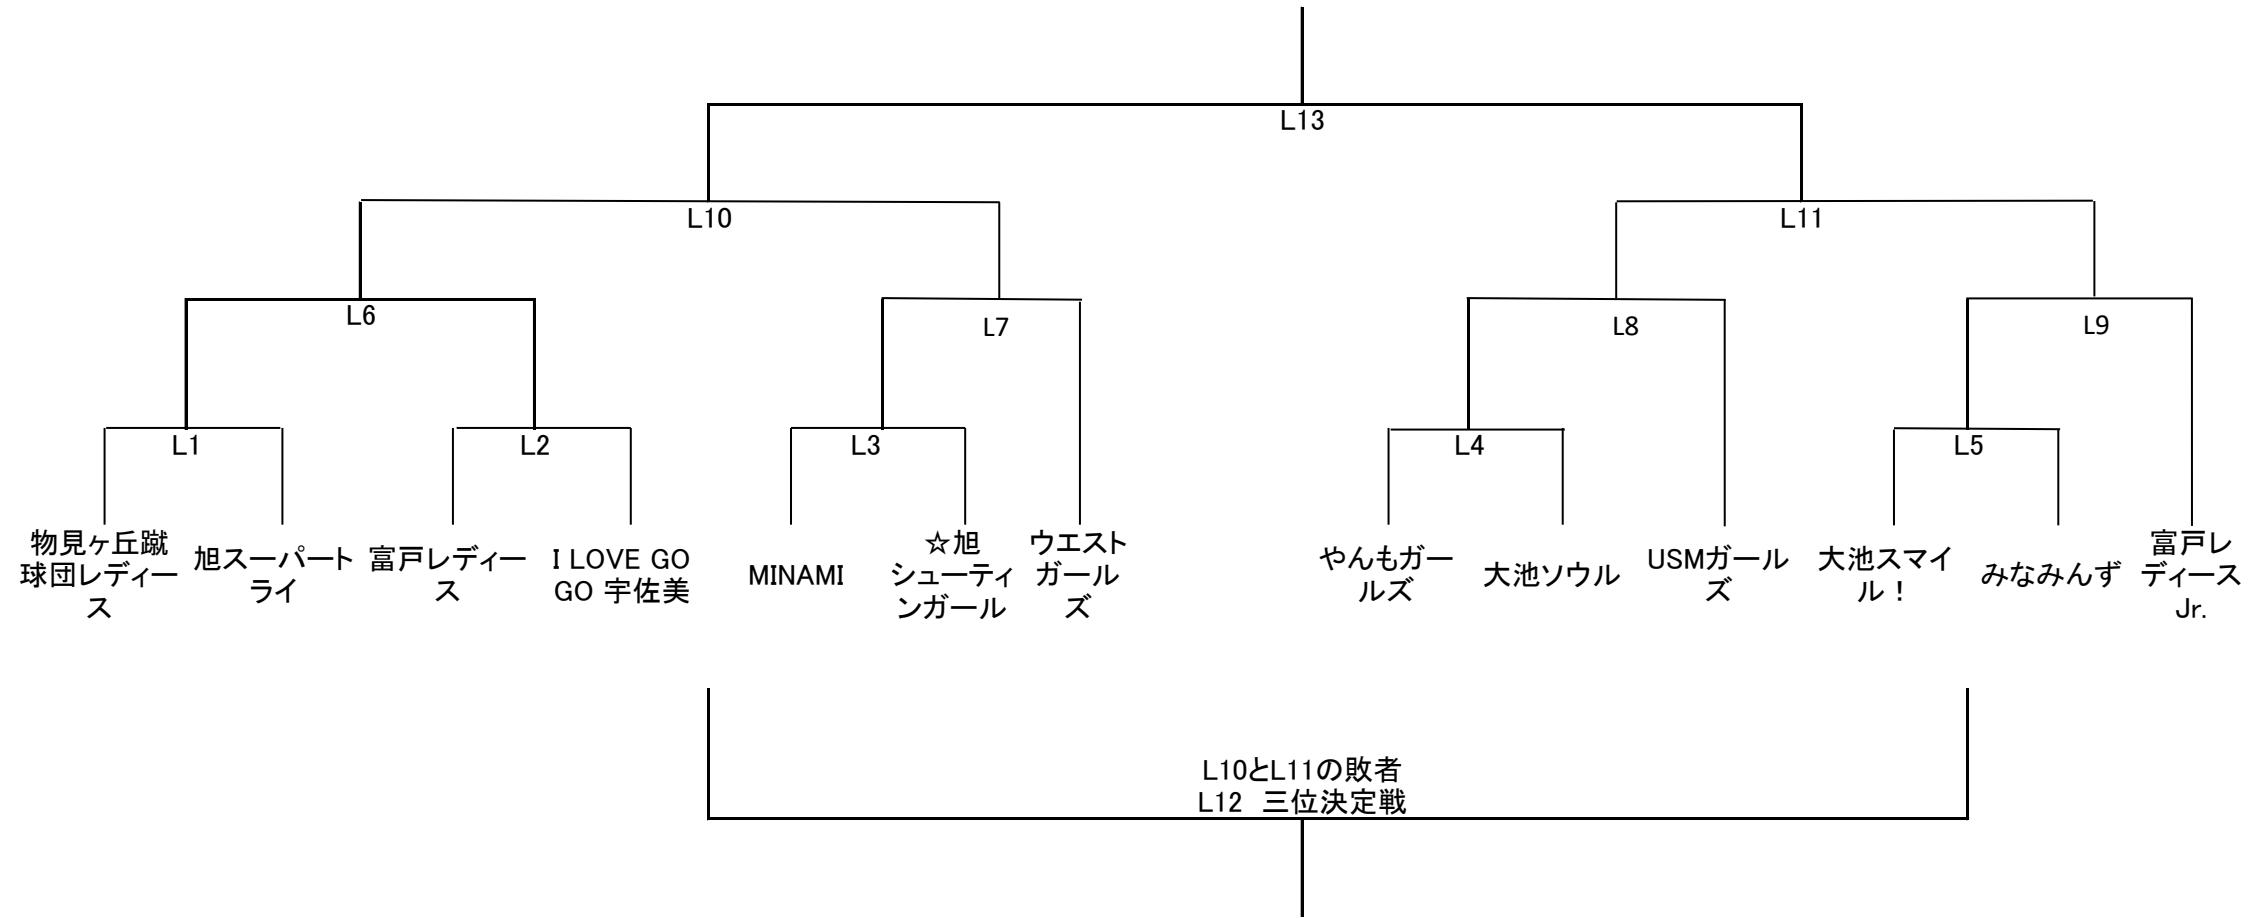 L13
L10
L11
L6
L7
L8
L9
L1
L2
L3
L4
L5
物見ヶ丘蹴
球団レディー
ス
旭スーパート
ライ
富戸レディー
ス
I LOVE GO
GO 宇佐美
MINAMI
☆旭
シューティ
ンガール
ウエスト
ガール
ズ
やんもガー
ルズ
大池ソウル
USMガール
ズ
大池スマイ
ル！
みなみんず
富戸レ
ディース
Jr.
L10とL11の敗者
L12　三位決定戦